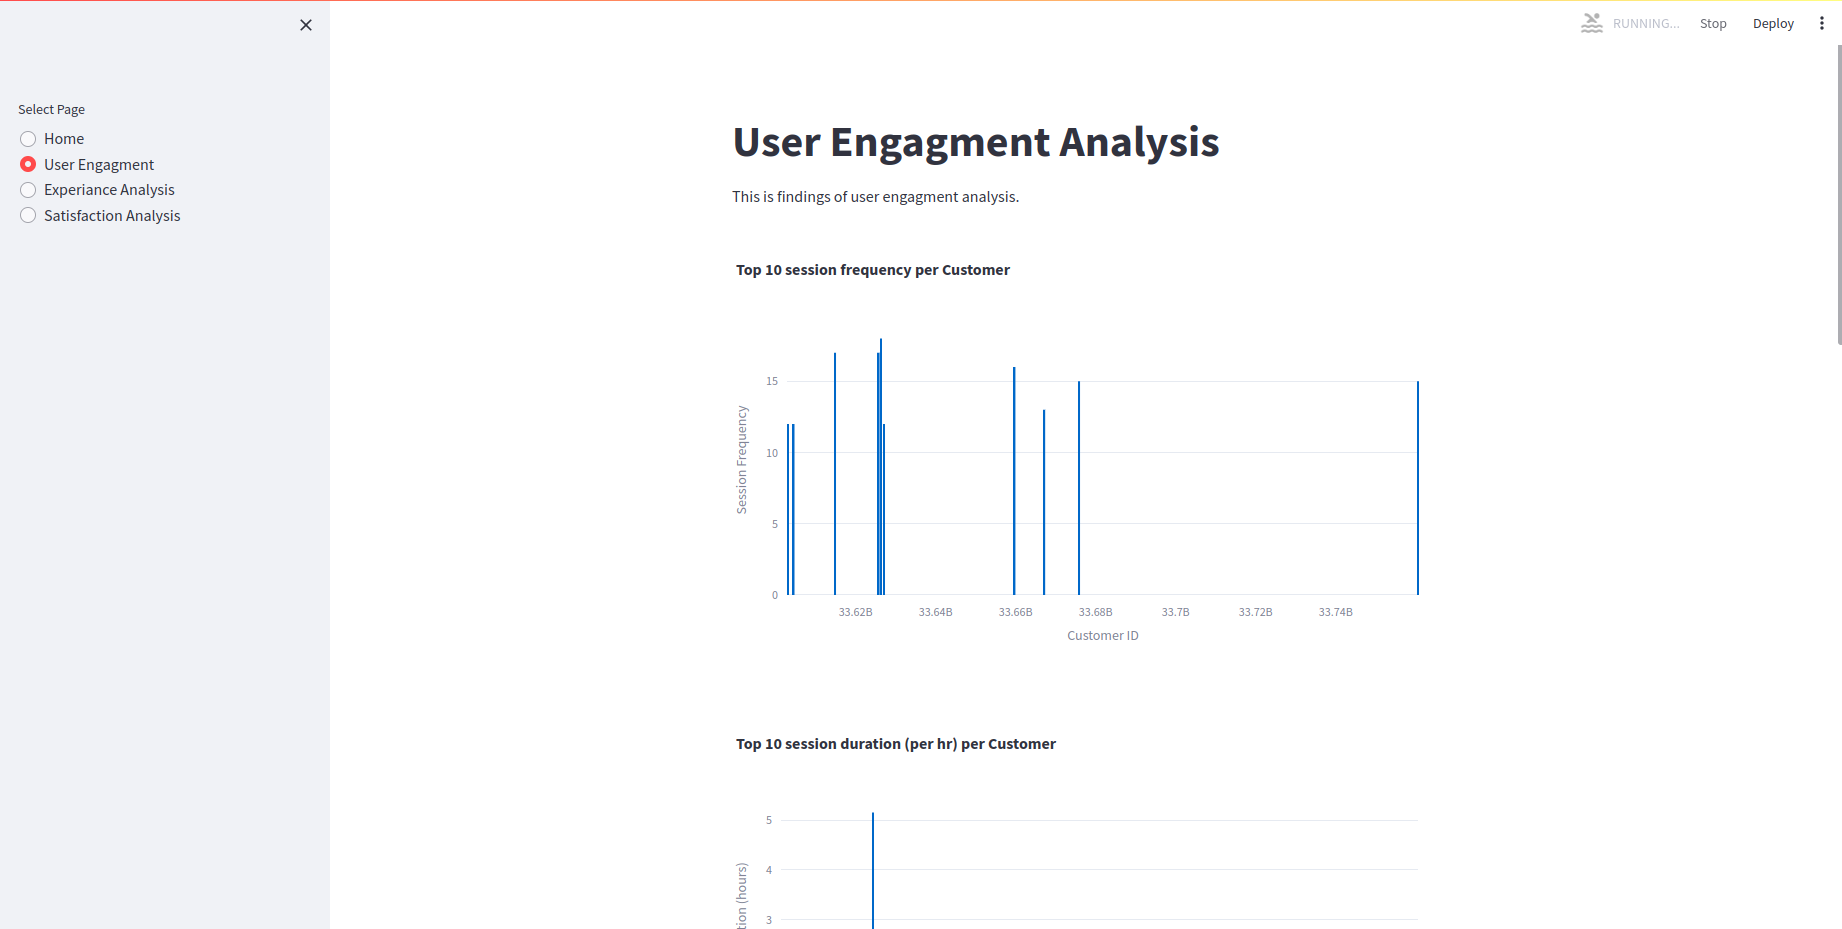 RUNNING...
Stop
Deploy
Select Page
Home
User Engagment
Experiance Analysis
Satisfaction Analysis
User Engagment Analysis
This is findings of user engagment analysis.
Top 10 session frequency per Customer
15
10
5
0
Session Frequency
33.62B 33.64B 33.66B 33.68B 33.7B 33.72B 33.74B
Customer ID
Top 10 session duration (per hr) per Customer
5
4
3
(hours)